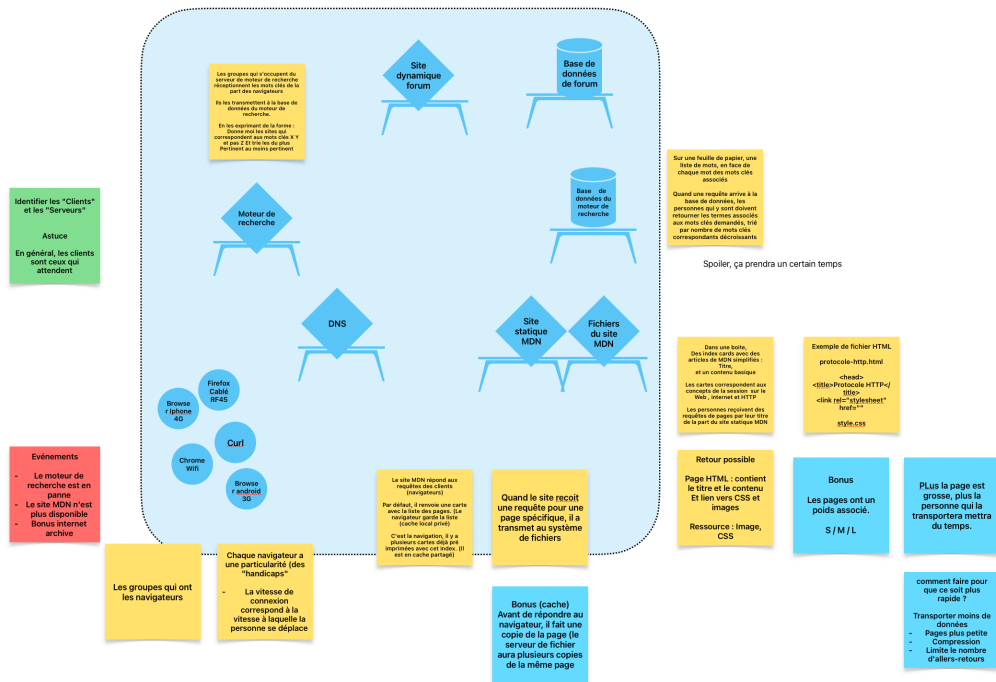 Site
dynamique
forum
Base de
données
de forum
Les groupes qui s'occupent du
serveur de moteur de recherche
réceptionnent les mots clés de la
part des navigateurs
Ils les transmettent à la base de
données du moteur de
recherche.
En les exprimant de la forme :
Donne moi les sites qui
correspondent aux mots clés X Y
et pas Z Et trie les du plus
Pertinent au moins pertinent
Sur une feuille de papier, une
liste de mots, en face de
chaque mot des mots clés
associés
Quand une requête arrive à la
base de données, les
personnes qui y sont doivent
retourner les termes associés
aux mots clés demandés, trié
par nombre de mots clés
correspondants décroissants
Identifier les "Clients"
et les "Serveurs"
Astuce
En général, les clients
sont ceux qui
attendent
Moteur de
recherche
Base de
données du
moteur de
recherche
Spoiler, ça prendra un certain temps
DNS
Site
statique
MDN
Fichiers
du site
MDN
Dans une boite,
Des index cards avec des
articles de MDN simplifiés :
Titre,
et un contenu basique
Les cartes correspondent aux
concepts de la session sur le
Web , internet et HTTP
Les personnes reçoivent des
requêtes de pages par leur titre
de la part du site statique MDN
Exemple de fichier HTML
protocole-http.html
<head>
<title>Protocole HTTP</
title>
<link rel="stylesheet"
href=""
style.css
Firefox
Cablé
RF45
Browse
r Iphone
4G
Curl
Chrome
Wifi
Browse
r android
3G
Evénements
- Le moteur de
recherche est en
panne
- Le site MDN n'est
plus disponible
- Bonus internet
archive
Le site MDN répond aux
requêtes des clients
(navigateurs)
Par défaut, il renvoie une carte
avec la liste des pages. (Le
navigateur garde la liste
(cache local privé)
C'est la navigation, il y a
plusieurs cartes déjà pré
imprimées avec cet index. (Il
est en cache partagé)
Quand le site recoit
une requête pour une
page spécifique, il a
transmet au système
de fichiers
Retour possible
Page HTML : contient
le titre et le contenu
Et lien vers CSS et
images
Ressource : Image,
CSS
Bonus
Les pages ont un
poids associé.
S / M / L
PLus la page est
grosse, plus la
personne qui la
transportera mettra
du temps.
Les groupes qui ont
les navigateurs
Chaque navigateur a
une particularité (des
"handicaps"
- La vitesse de
connexion
correspond à la
vitesse à laquelle la
personne se déplace
Bonus (cache)
Avant de répondre au
navigateur, il fait une
copie de la page (le
serveur de fichier
aura plusieurs copies
de la même page
comment faire pour
que ce soit plus
rapide ?
Transporter moins de
données
- Pages plus petite
- Compression
- Limite le nombre
d'allers-retours